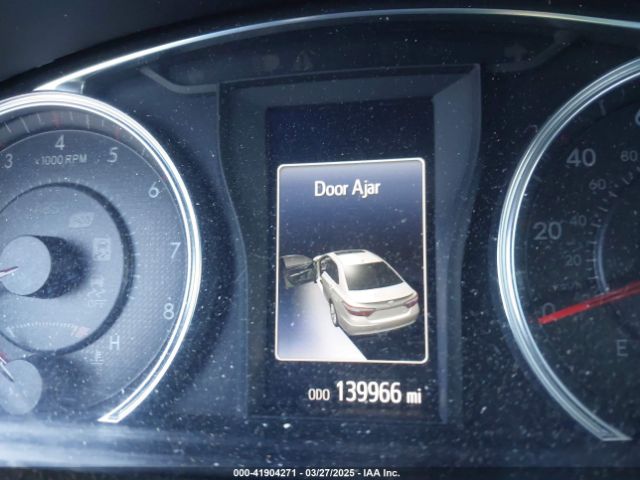 Door Ajar
ODO 139966 mi
3 4 5 6 7 8
x1000 RPM
H
0 20 40
20 40 60 80
E
000-41904271 - 03/27/2025 - IAA Inc.